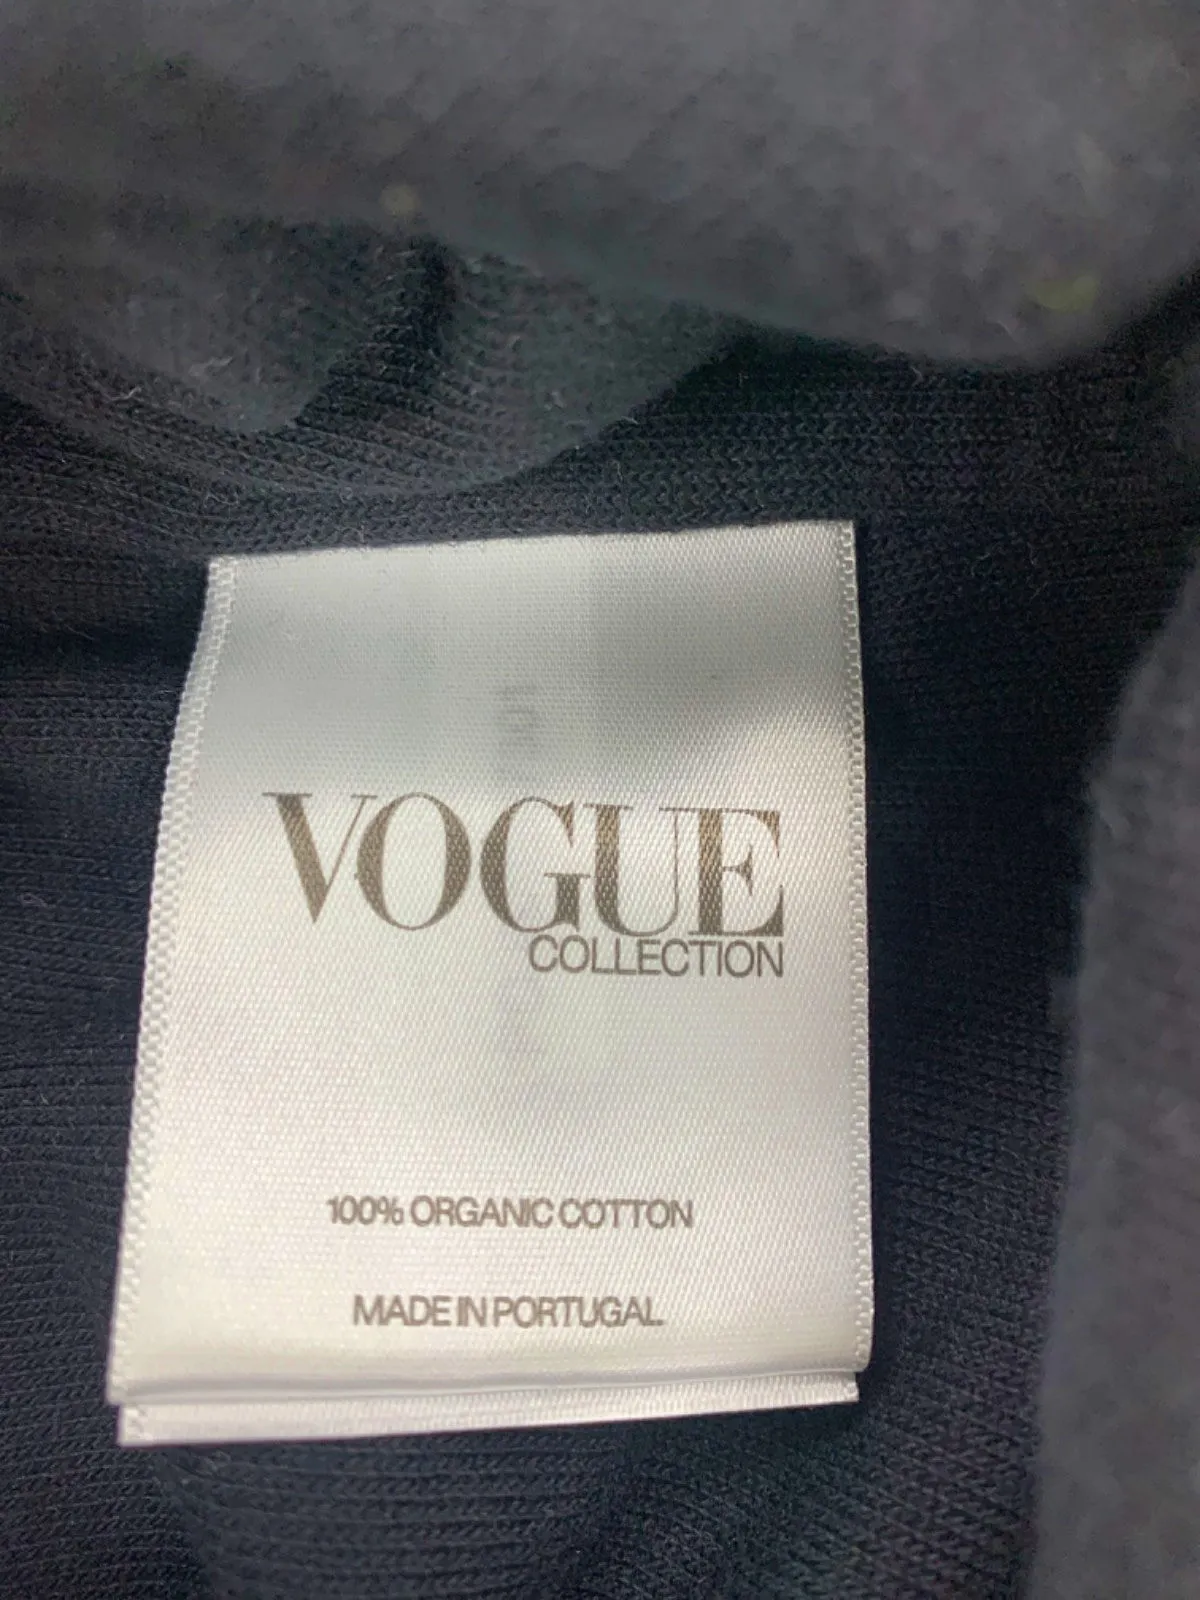 VOGUE
COLLECTION
100% ORGANIC COTTON
MADE IN PORTUGAL